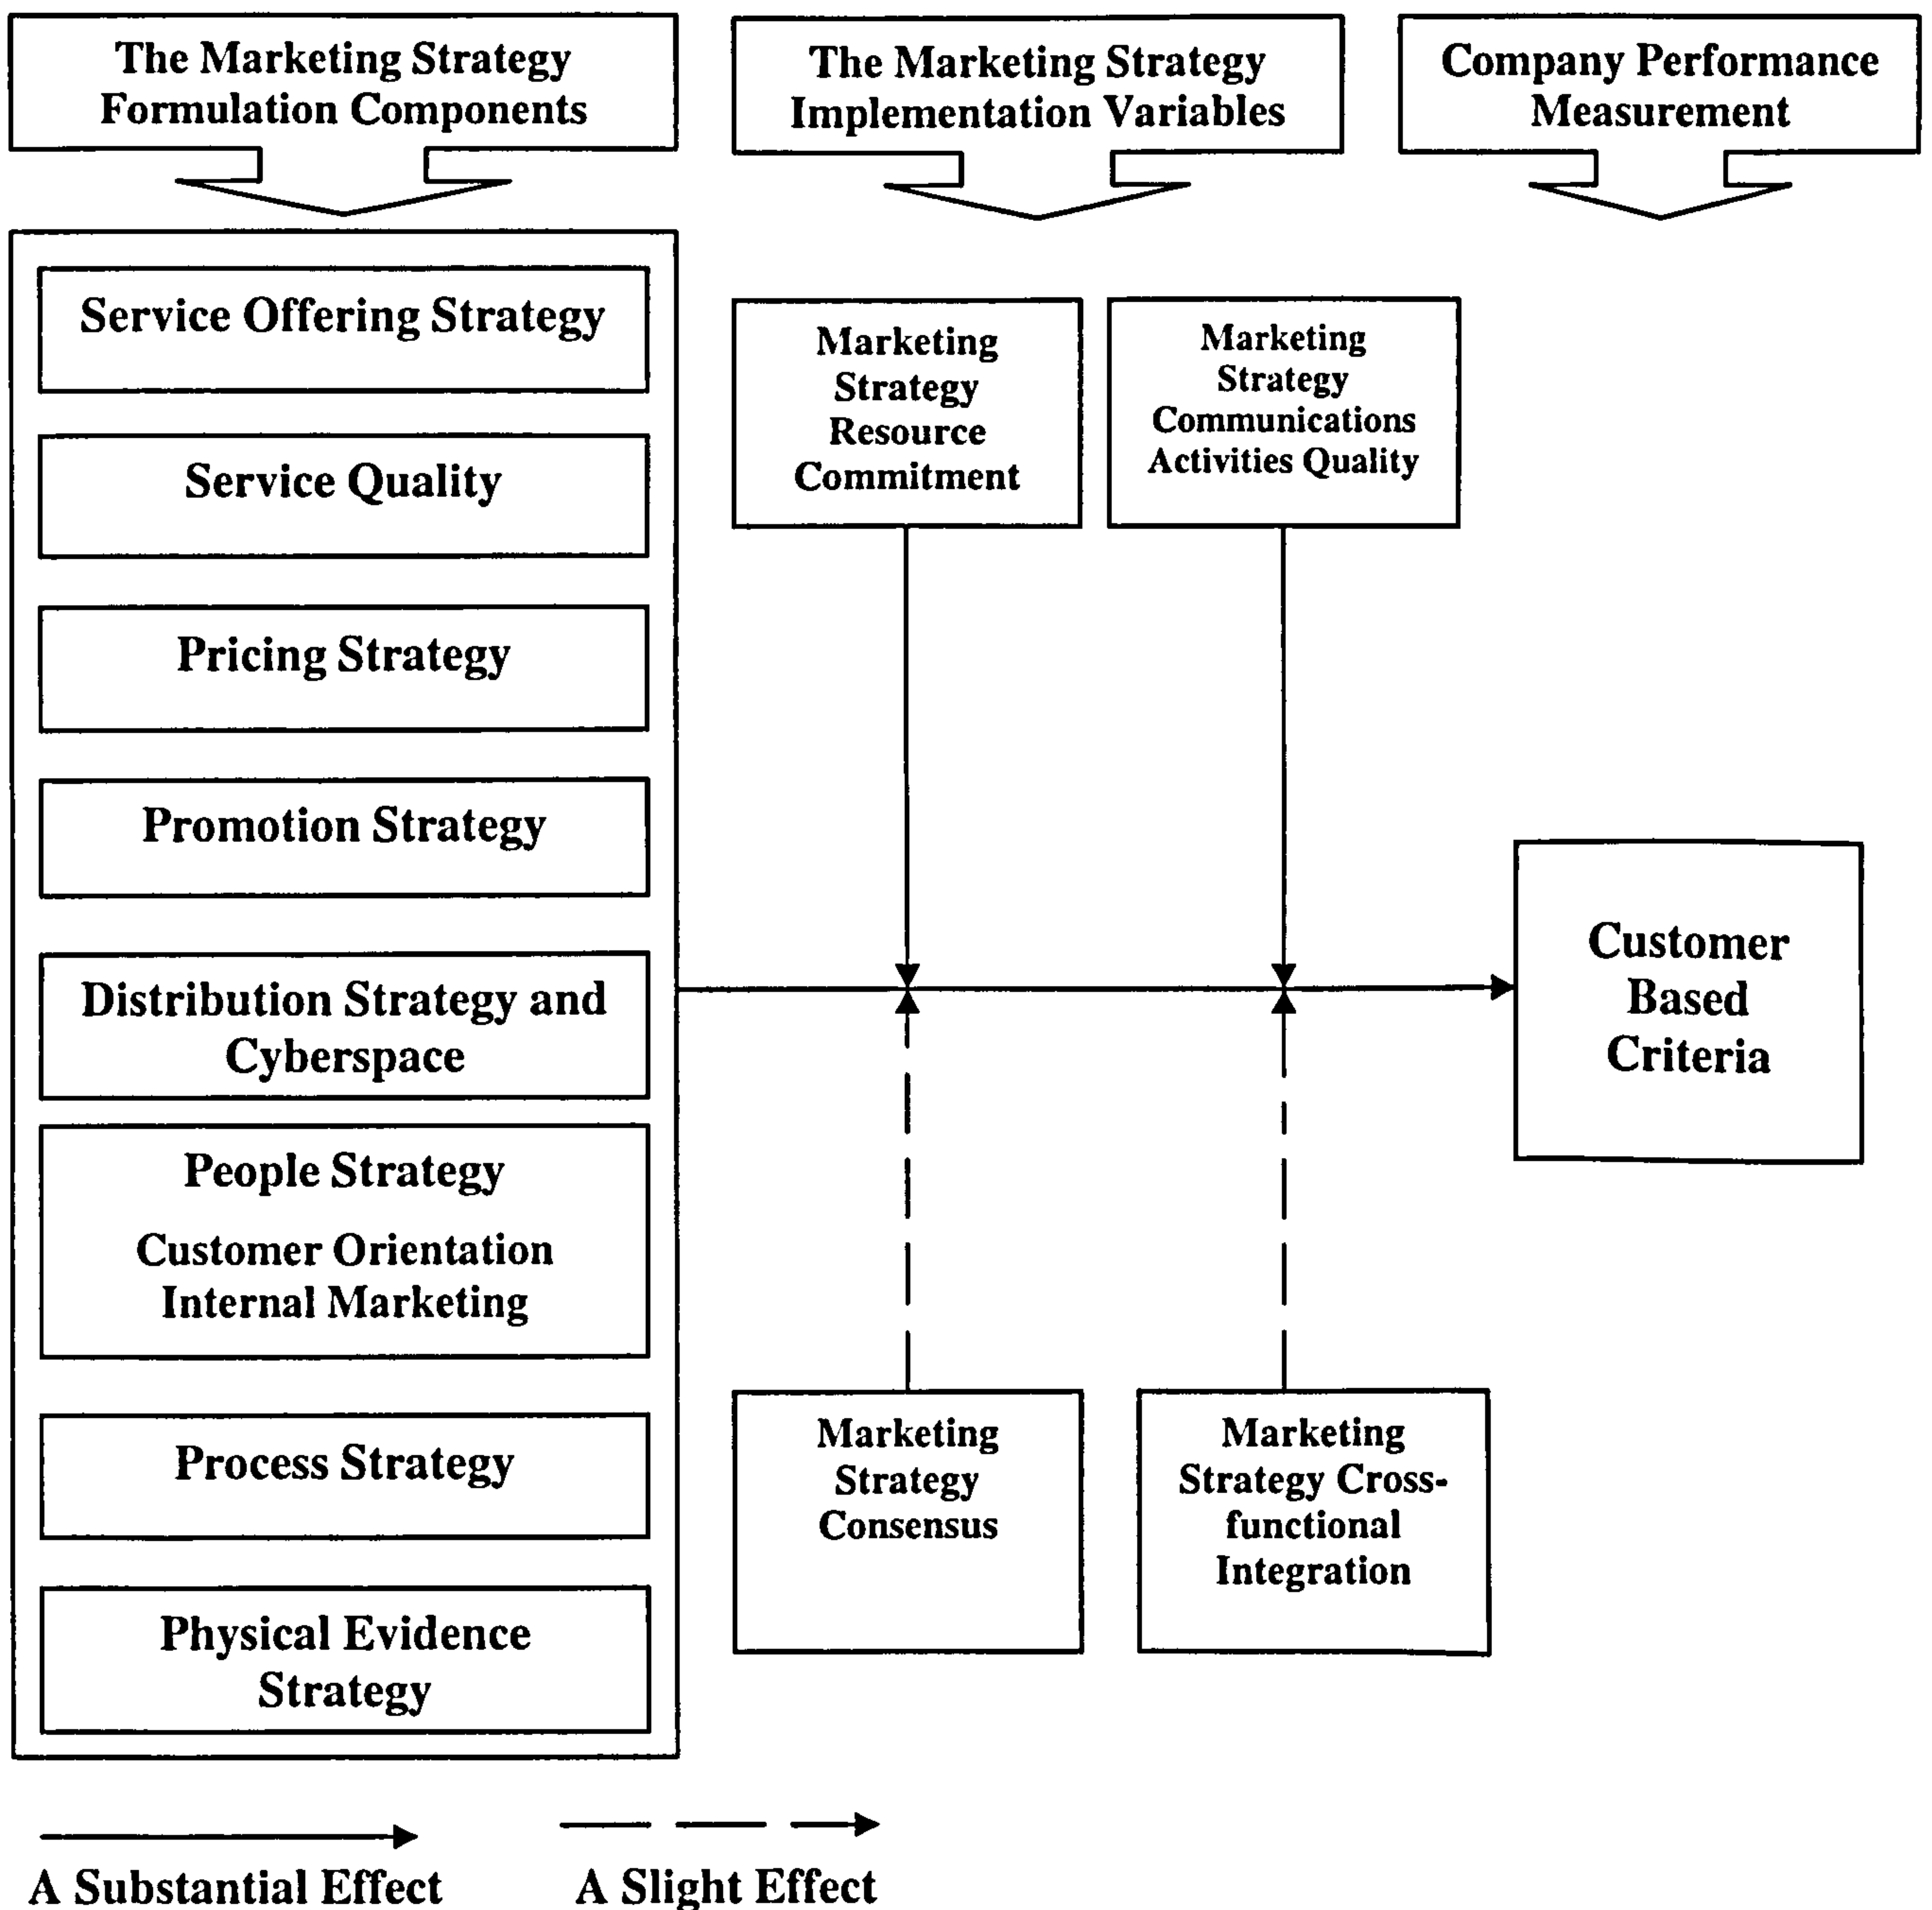 The Marketing Strategy
Formulation Components
The Marketing Strategy
Implementation Variables
Company Performance
Measurement
Service Offering Strategy
Service Quality
Pricing Strategy
Promotion Strategy
Distribution Strategy and
Cyberspace
People Strategy
Customer Orientation
Internal Marketing
Process Strategy
Physical Evidence
Strategy
Marketing
Strategy
Resource
Commitment
Marketing
Strategy
Communications
Activities Quality
Marketing
Strategy
Consensus
Marketing
Strategy Cross-
functional
Integration
Customer
Based
Criteria
A Substantial Effect
A Slight Effect